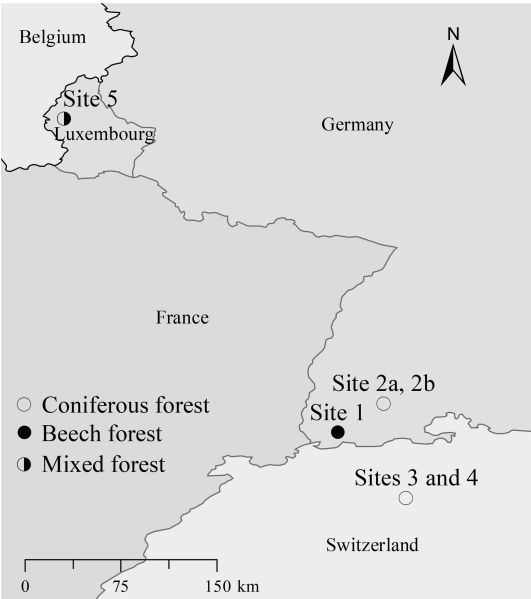 Belgium
N
Site 5
Luxembourg
Germany
France
Site 2a, 2b
Coniferous forest
Site 1
Beech forest
Mixed forest
Sites 3 and 4
Switzerland
0 75 150 km